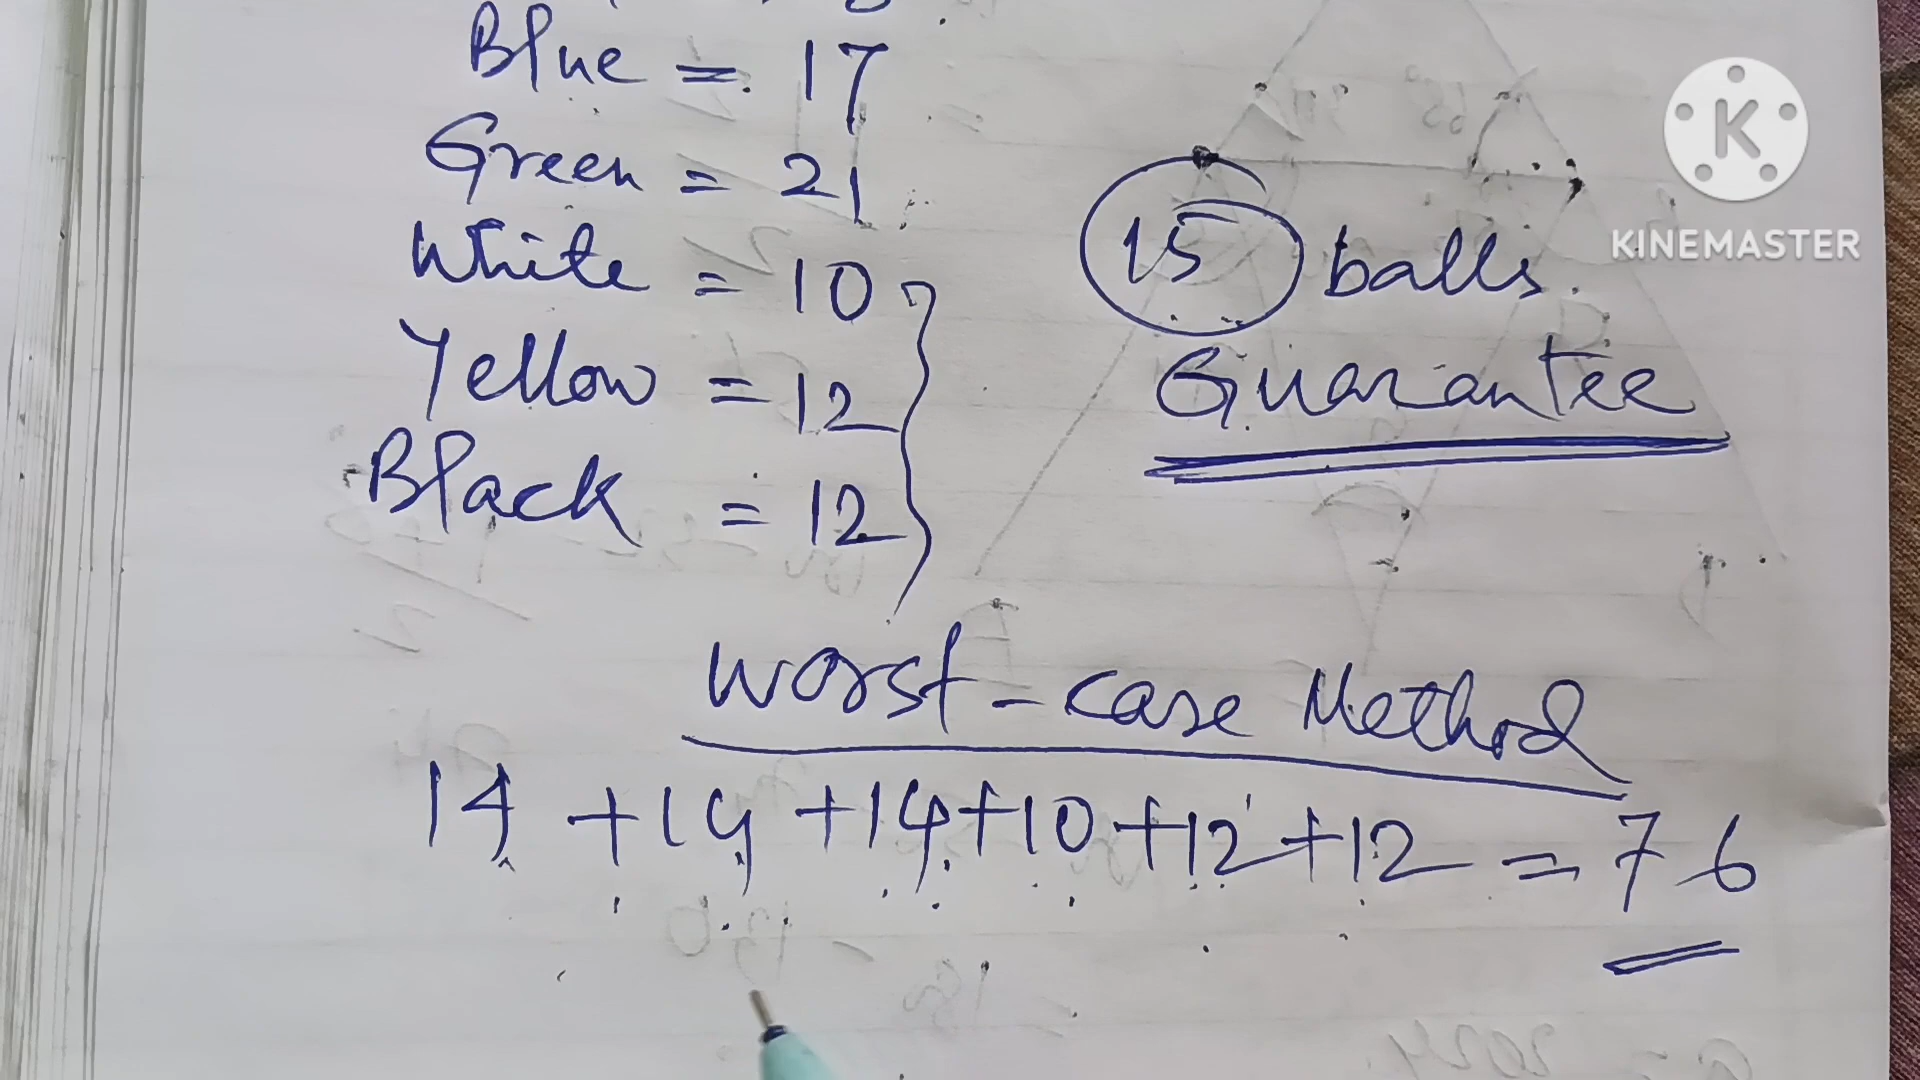 Blue = 17
Green = 21
White = 10
Yellow = 12
Black = 12
15 balls.
Guarantee
Worst-case Method
14 + 14 + 14 + 10 + 12 + 12 = 76
K
KINEMASTER